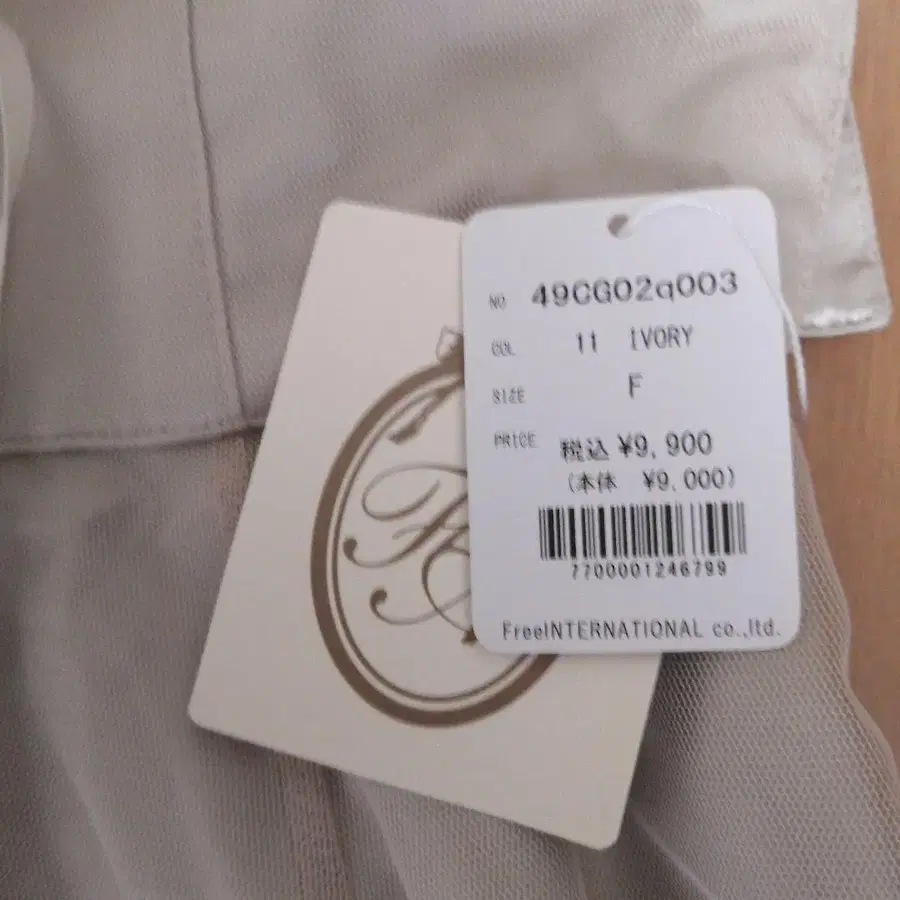 NO 49CG02q003
COL 11 IVORY
SIZE F
PRICE 税込 ¥9,900
(本体 ¥9,000)
7700001246799
FreeINTERNATIONAL co.,ltd.